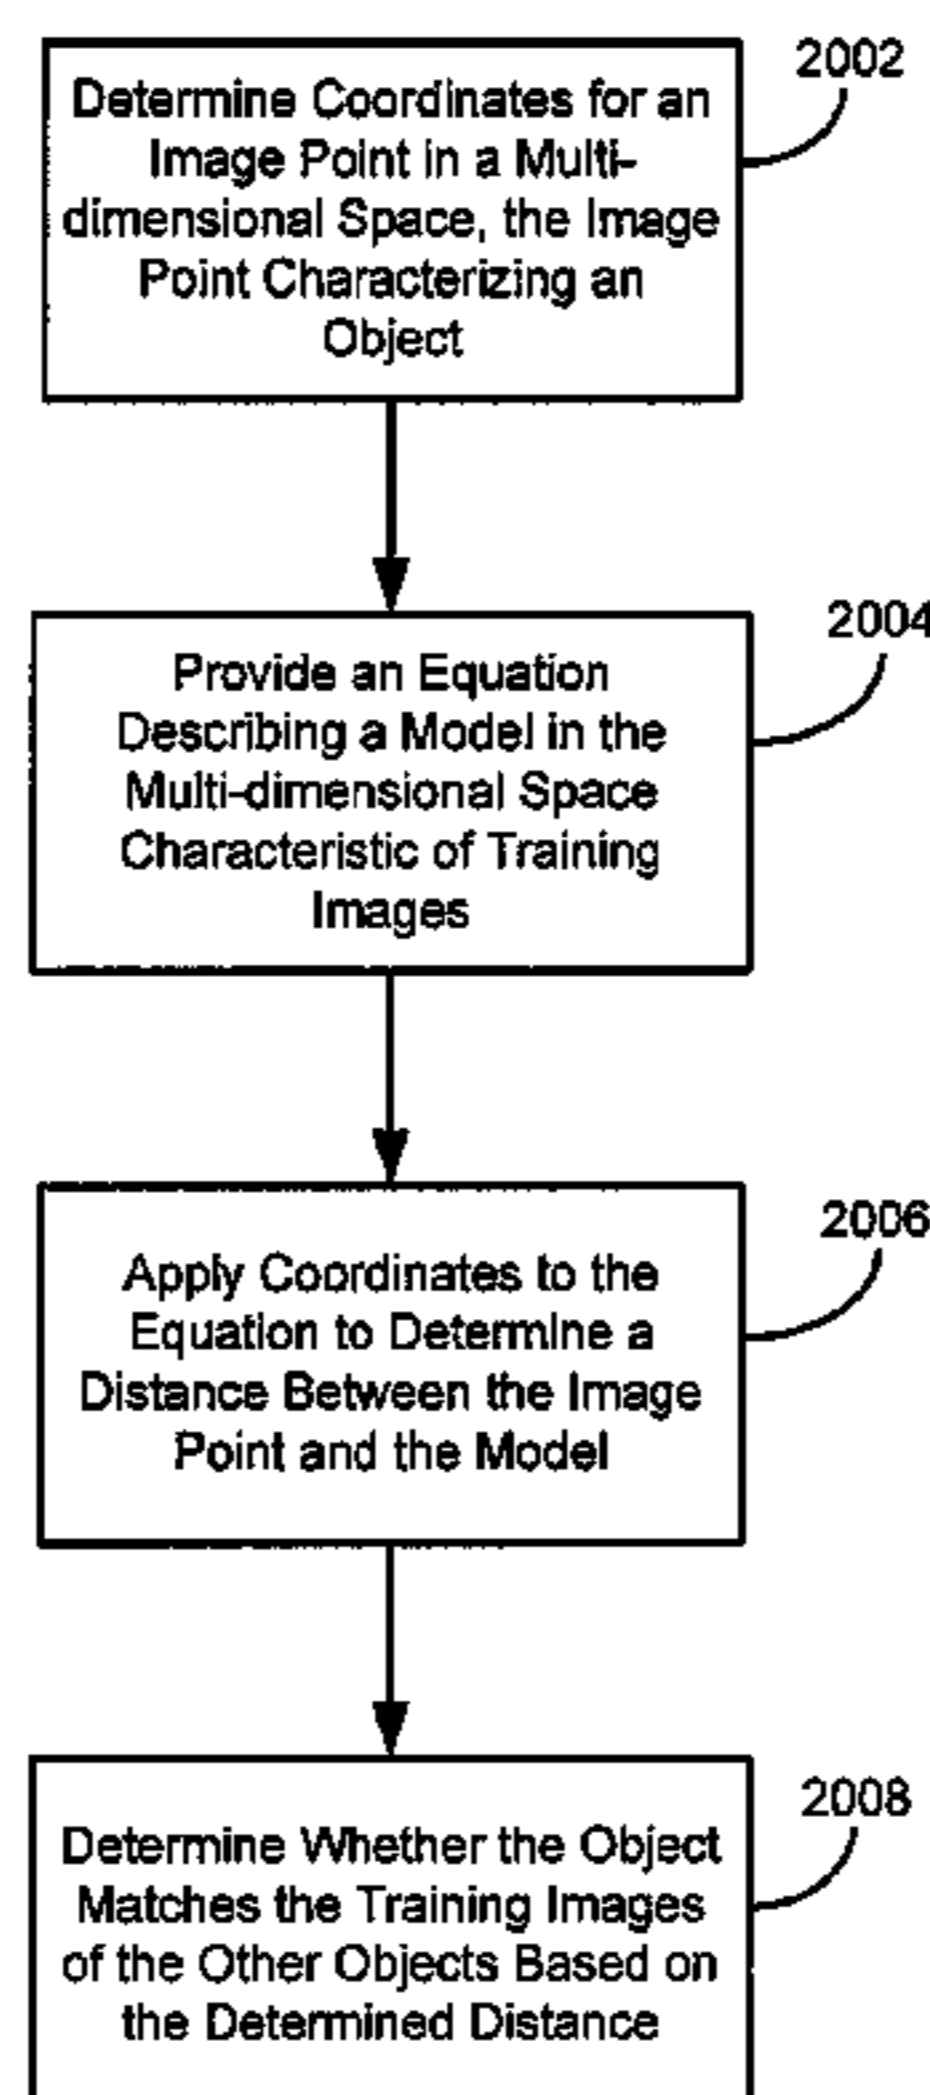 2002
Determine Coordinates for an
Image Point in a Multi-
dimensional Space, the Image
Point Characterizing an
Object
2004
Provide an Equation
Describing a Model in the
Multi-dimensional Space
Characteristic of Training
Images
2006
Apply Coordinates to the
Equation to Determine a
Distance Between the Image
Point and the Model
2008
Determine Whether the Object
Matches the Training Images
of the Other Objects Based on
the Determined Distance